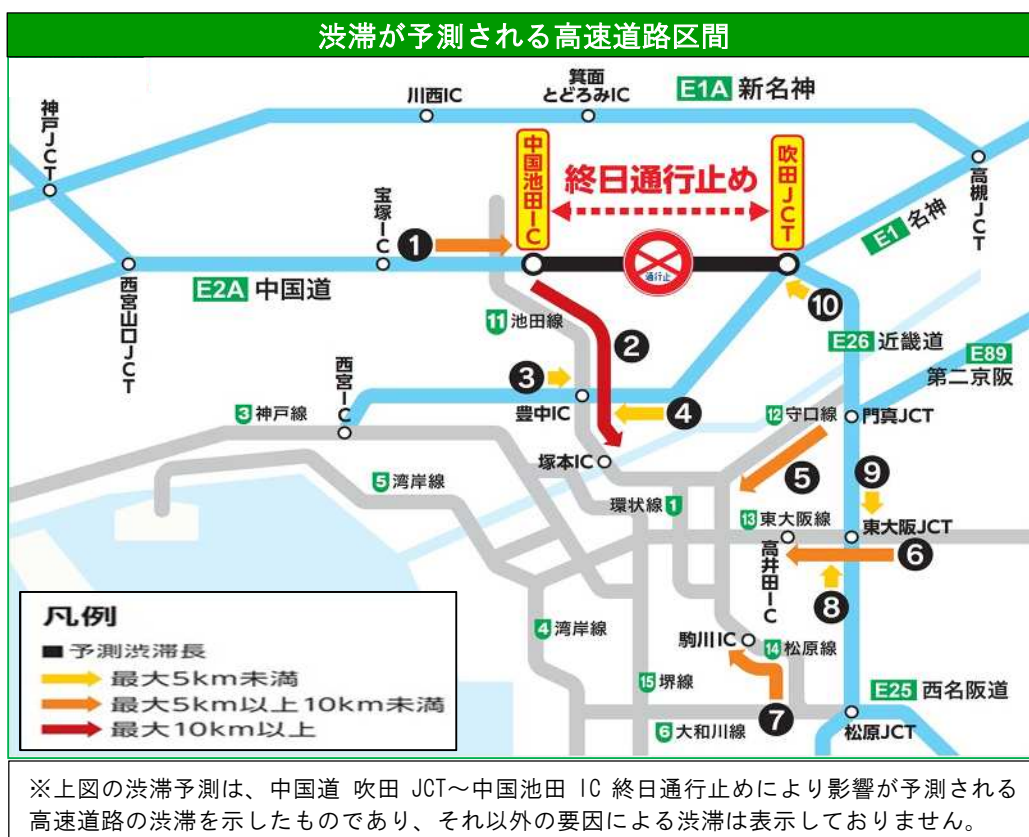 渋滞が予測される高速道路区間
神戸JCT
川西IC
箕面
とどろみIC
E1A 新名神
高槻JCT
中国池田IC
終日通行止め
吹田JCT
E1 名神
宝塚IC
1
通行止
西宮山口JCT
E2A 中国道
10
11 池田線
2
E26 近畿道
E89
第二京阪
西宮IC
3
豊中IC
4
3 神戸線
12 守口線
門真JCT
塚本IC
5
9
5 湾岸線
環状線 1
13 東大阪線
東大阪JCT
高井田IC
6
8
凡例
予測渋滞長
最大5km未満
最大5km以上10km未満
最大10km以上
4 湾岸線
駒川IC
14 松原線
15 堺線
7
E25 西名阪道
6 大和川線
松原JCT
※上図の渋滞予測は、中国道 吹田 JCT～中国池田 IC 終日通行止めにより影響が予測される
高速道路の渋滞を示したものであり、それ以外の要因による渋滞は表示しておりません。